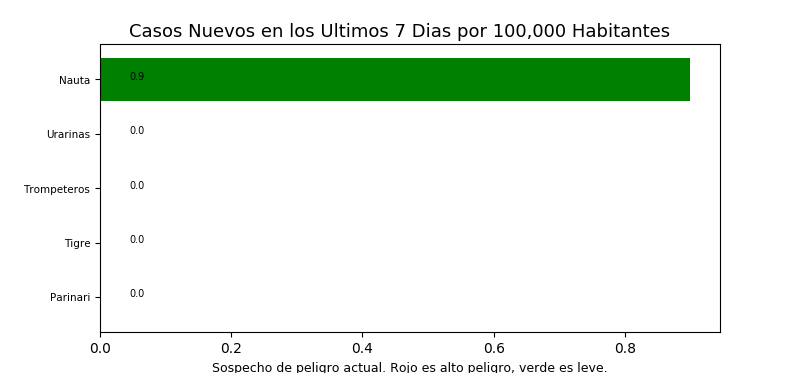 Casos Nuevos en los Ultimos 7 Dias por 100,000 Habitantes
Nauta 0.9
Urarinas 0.0
Trompeteros 0.0
Tigre 0.0
Parinari 0.0
0.0 0.2 0.4 0.6 0.8
Sospecho de peligro actual. Rojo es alto peligro, verde es leve.